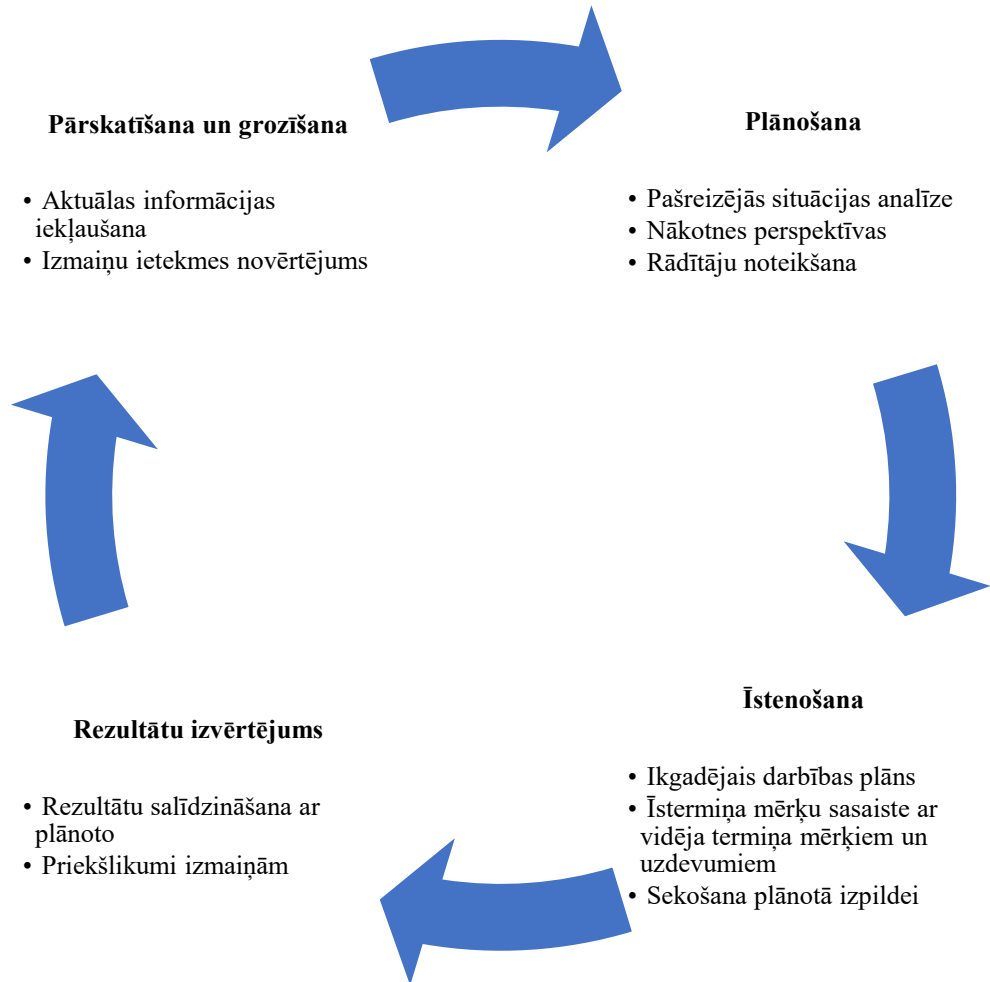 Pārskatīšana un grozīšana
• Aktuālas informācijas
iekļaušana
• Izmaiņu ietekmes novērtējums
Plānošana
• Pašreizējās situācijas analīze
• Nākotnes perspektīvas
• Rādītāju noteikšana
Īstenošana
• Ikgadējais darbības plāns
• Īstermiņa mērķu sasaiste ar
vidēja termiņa mērķiem un
uzdevumiem
• Sekošana plānotā izpildei
Rezultātu izvērtējums
• Rezultātu salīdzināšana ar
plānoto
• Priekšlikumi izmaiņām